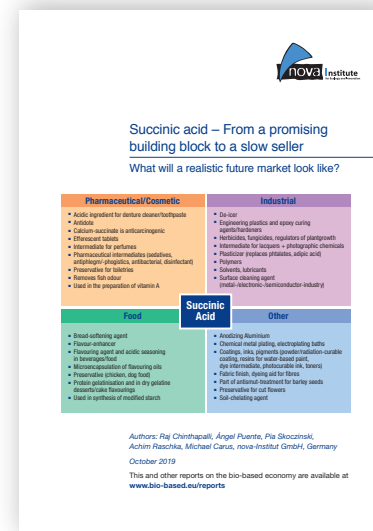 nova Institute
for Ecology and Innovation
Succinic acid – From a promising
building block to a slow seller
What will a realistic future market look like?
Pharmaceutical/Cosmetic
Acidic ingredient for denture cleaner/toothpaste
Antidote
Calcium-succinate is anticarcinogenic
Effervescent tablets
Intermediate for perfumes
Pharmaceutical intermediates (sedatives,
antiphlegm/-phogistics, antibacterial, disinfectant)
Preservative for toiletries
Removes fish odour
Used in the preparation of vitamin A
Industrial
De-icer
Engineering plastics and epoxy curing
agents/hardeners
Herbicides, fungicides, regulators of plantgrowth
Intermediate for lacquers + photographic chemicals
Plasticizer (replaces phtalates, adipic acid)
Polymers
Solvents, lubricants
Surface cleaning agent
(metal-/electronic-/semiconductor-industry)
Succinic
Acid
Food
Bread-softening agent
Flavour-enhancer
Flavouring agent and acidic seasoning
in beverages/food
Microencapsulation of flavouring oils
Preservative (chicken, dog food)
Protein gelatinisation and in dry gelatine
desserts/cake flavourings
Used in synthesis of modified starch
Other
Anodizing Aluminium
Chemical metal plating, electroplating baths
Coatings, inks, pigments (powder/radiation-curable
coating, resins for water-based paint,
dye intermediate, photocurable ink, toners)
Fabric finish, dyeing aid for fibres
Part of antismut-treatment for barley seeds
Preservative for cut flowers
Soil-chelating agent
Authors: Raj Chinthapalli, Ángel Puente, Pia Skoczinski,
Achim Raschka, Michael Carus, nova-Institut GmbH, Germany
October 2019
This and other reports on the bio-based economy are available at
www.bio-based.eu/reports